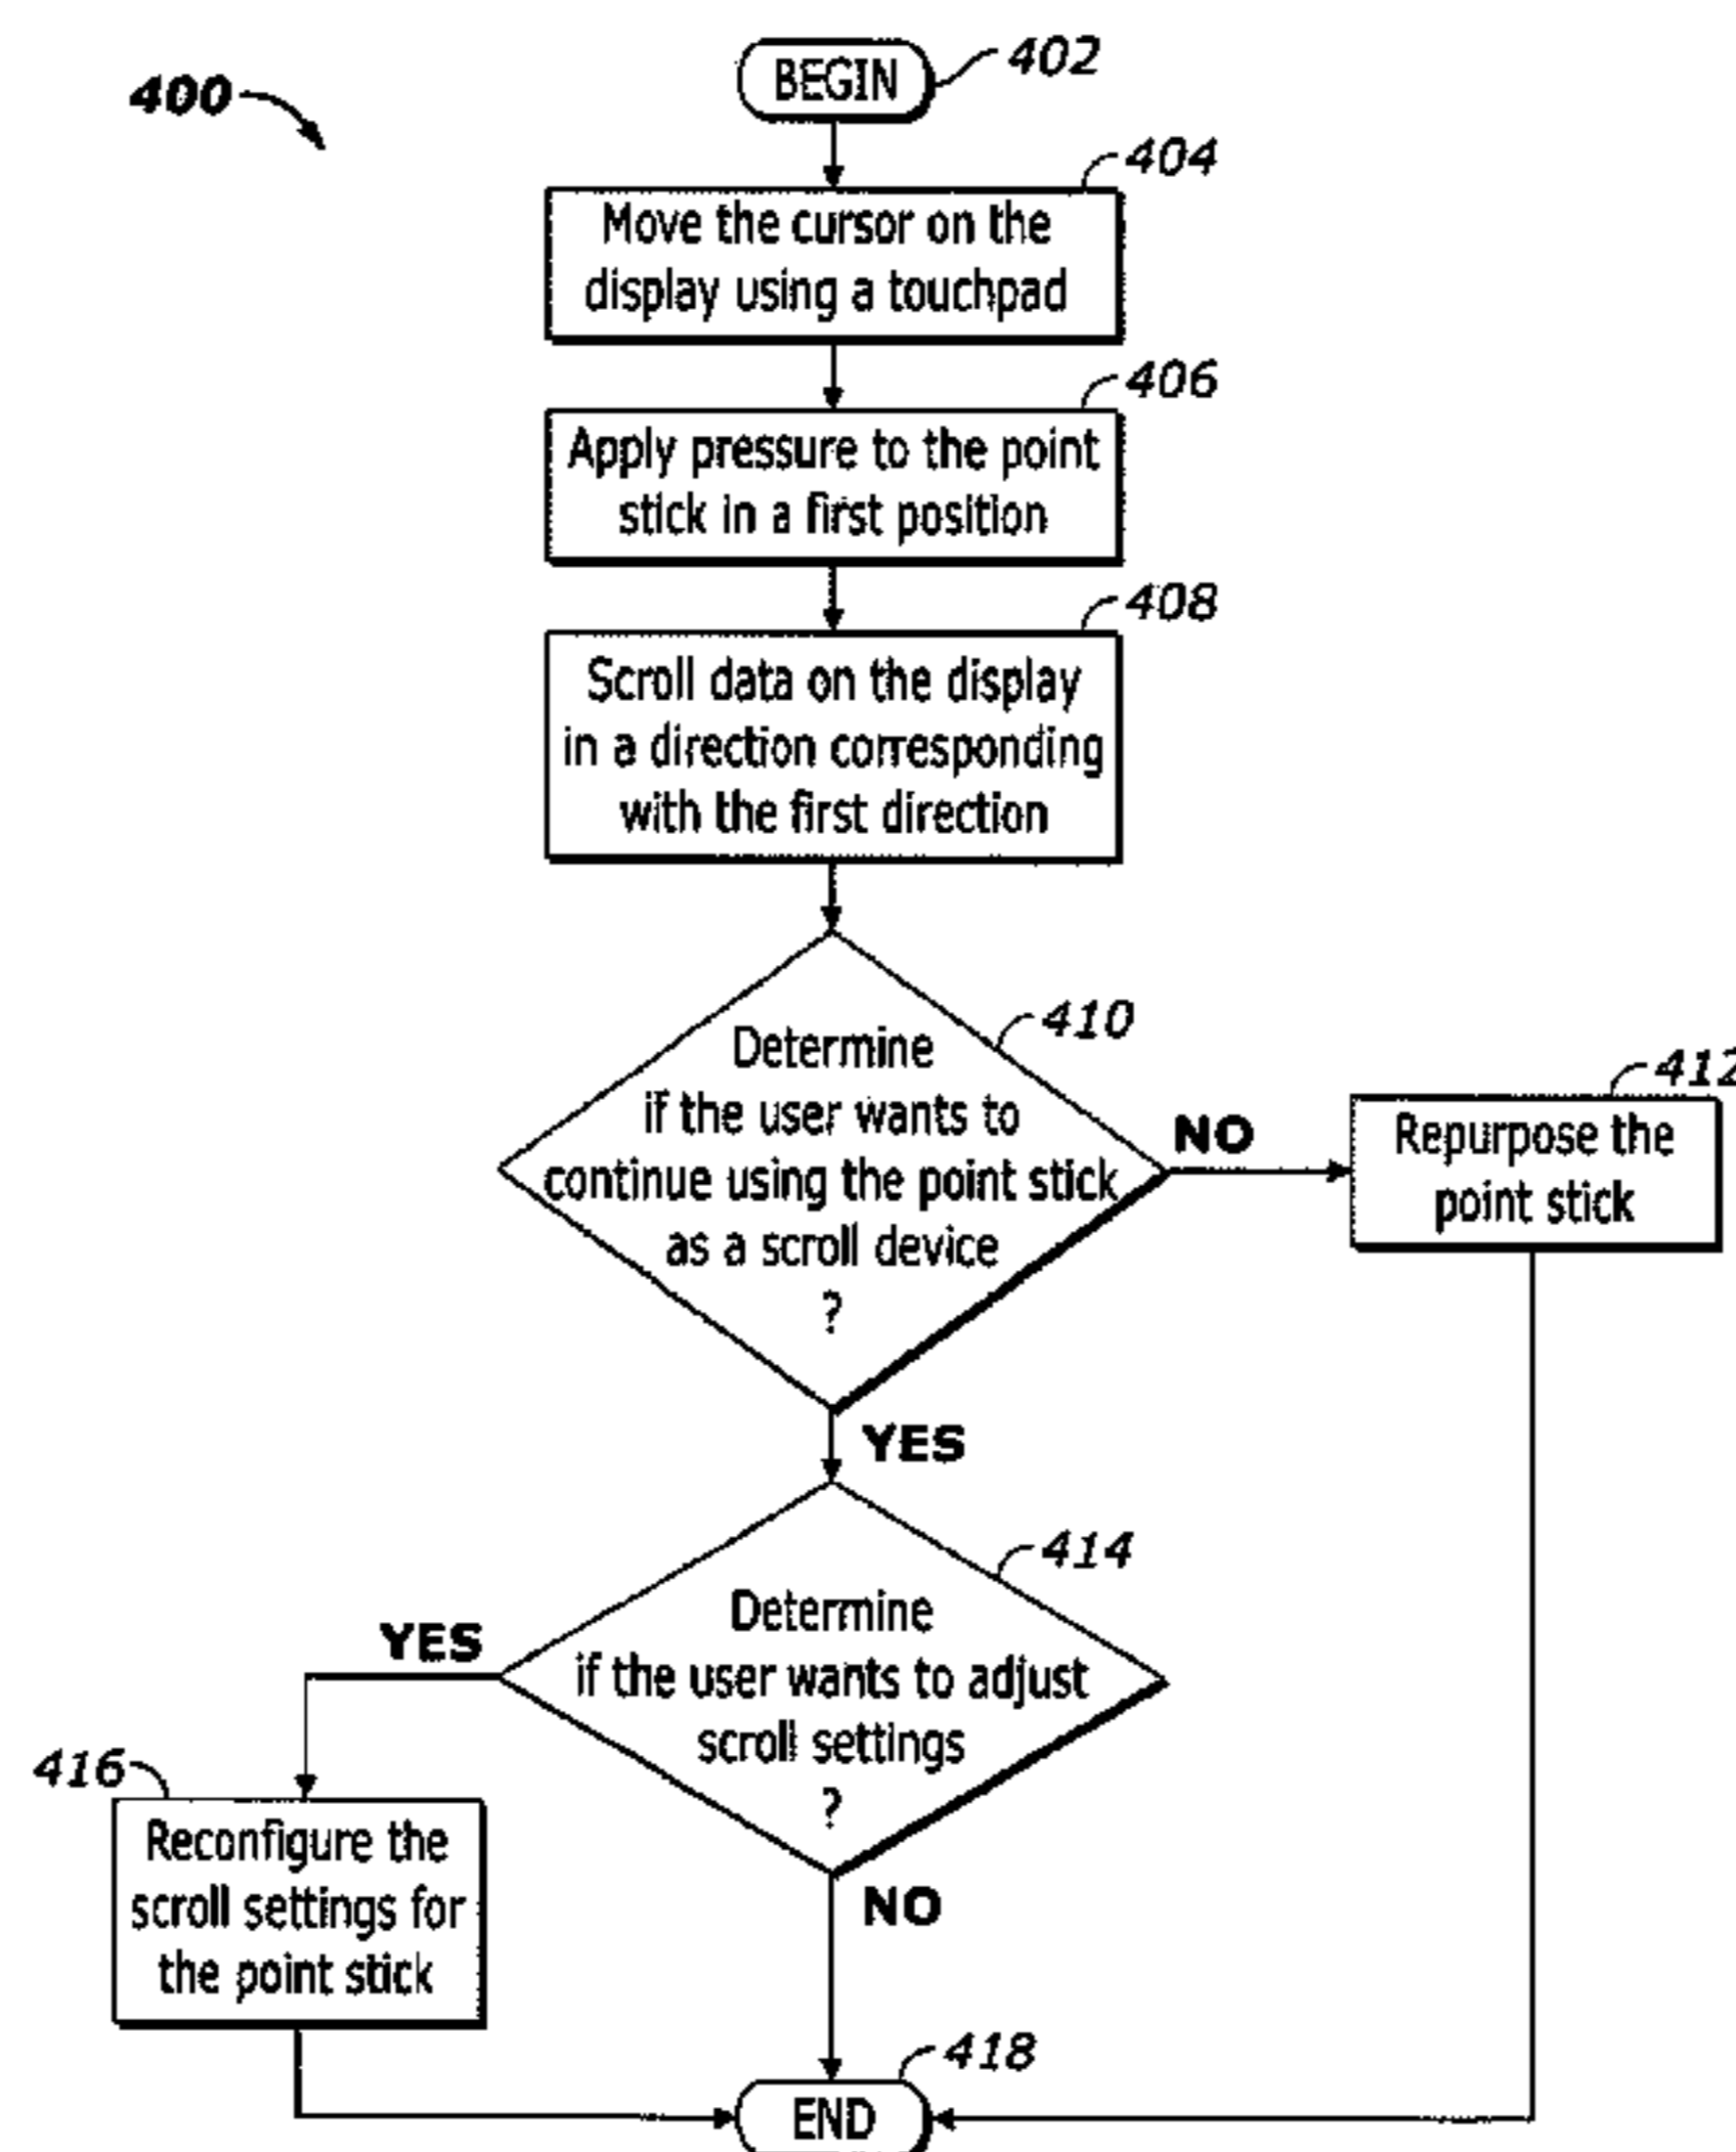 400
BEGIN
402
404
Move the cursor on the
display using a touchpad
406
Apply pressure to the point
stick in a first position
408
Scroll data on the display
in a direction corresponding
with the first direction
410
Determine
if the user wants to
continue using the point stick
as a scroll device
?
NO
412
Repurpose the
point stick
YES
414
Determine
if the user wants to adjust
scroll settings
?
YES
416
Reconfigure the
scroll settings for
the point stick
NO
418
END